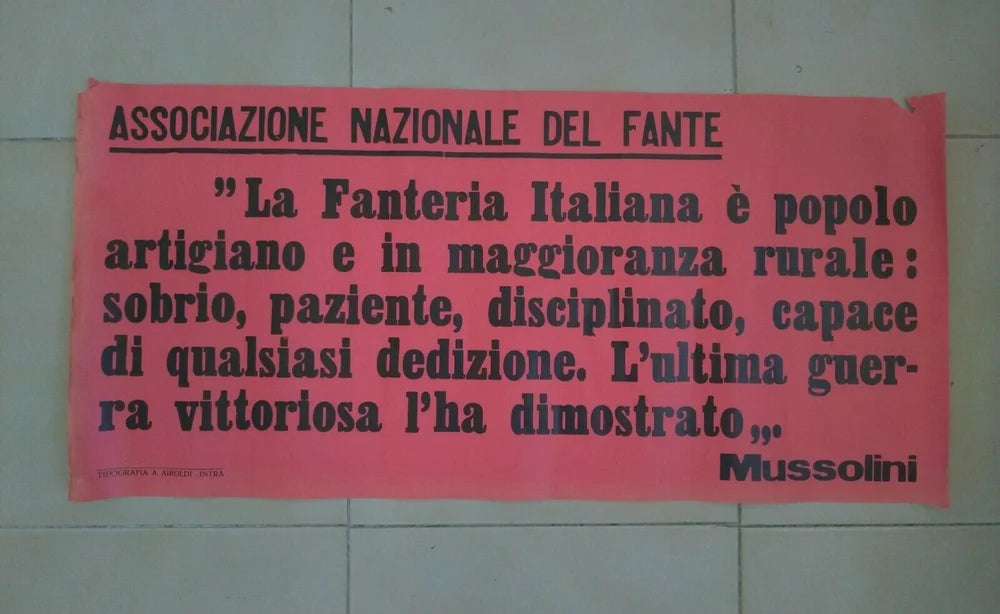 ASSOCIAZIONE NAZIONALE DEL FANTE
”La Fanteria Italiana è popolo
artigiano e in maggioranza rurale:
sobrio, paziente, disciplinato, capace
di qualsiasi dedizione. L'ultima guer-
ra vittoriosa l'ha dimostrato„.
Mussolini
TIPOGRAFIA A AIROLDI - INTRA